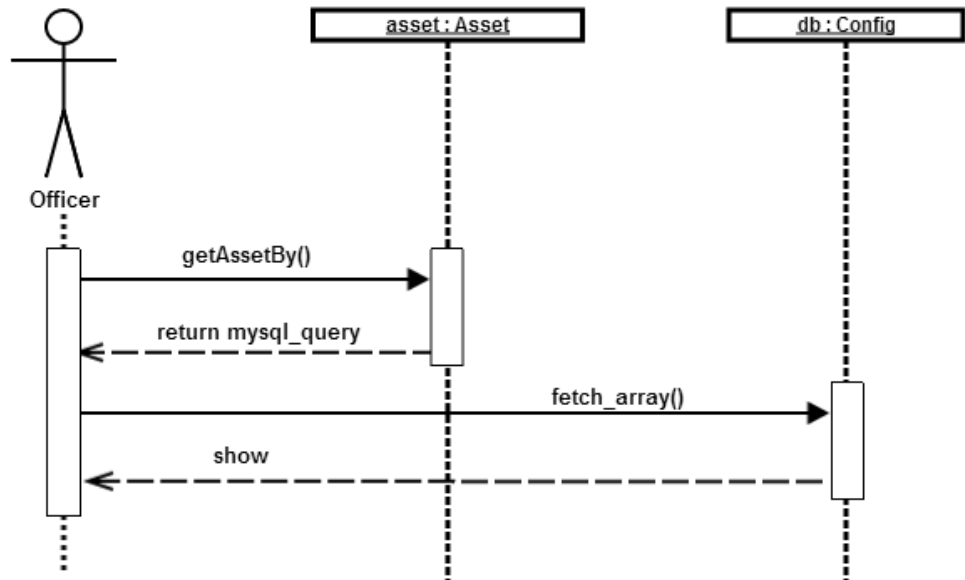 asset : Asset
db : Config
Officer
getAssetBy()
return mysql_query
fetch_array()
show